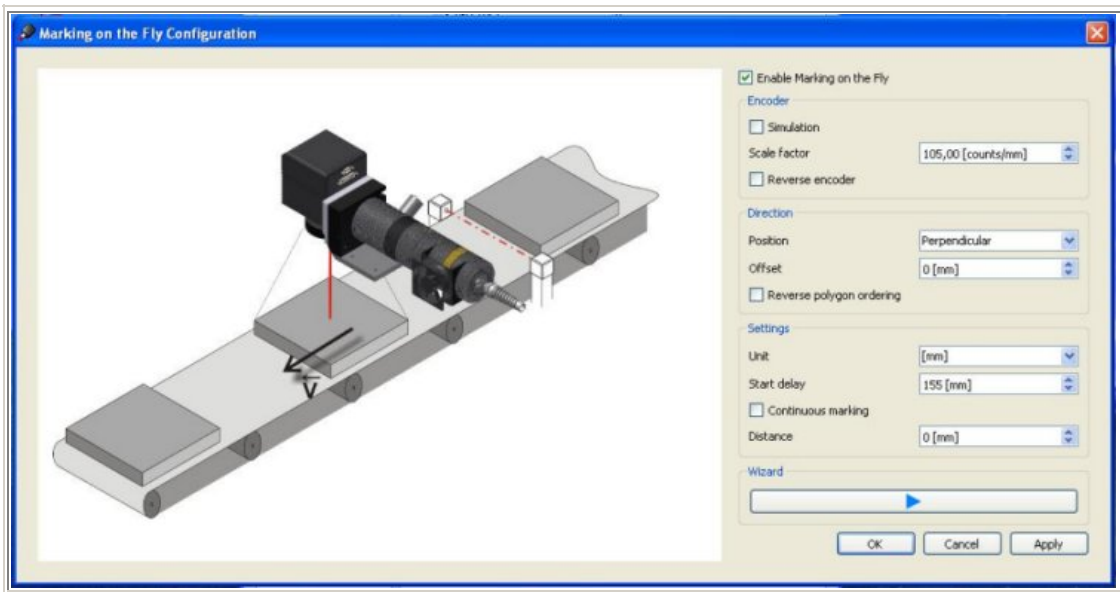 Marking on the Fly Configuration
Enable Marking on the Fly
Encoder
Simulation
Scale factor 105,00 [counts/mm]
Reverse encoder
Direction
Position Perpendicular
Offset 0 [mm]
Reverse polygon ordering
Settings
Unit [mm]
Start delay 155 [mm]
Continuous marking
Distance 0 [mm]
Wizard
OK Cancel Apply
V